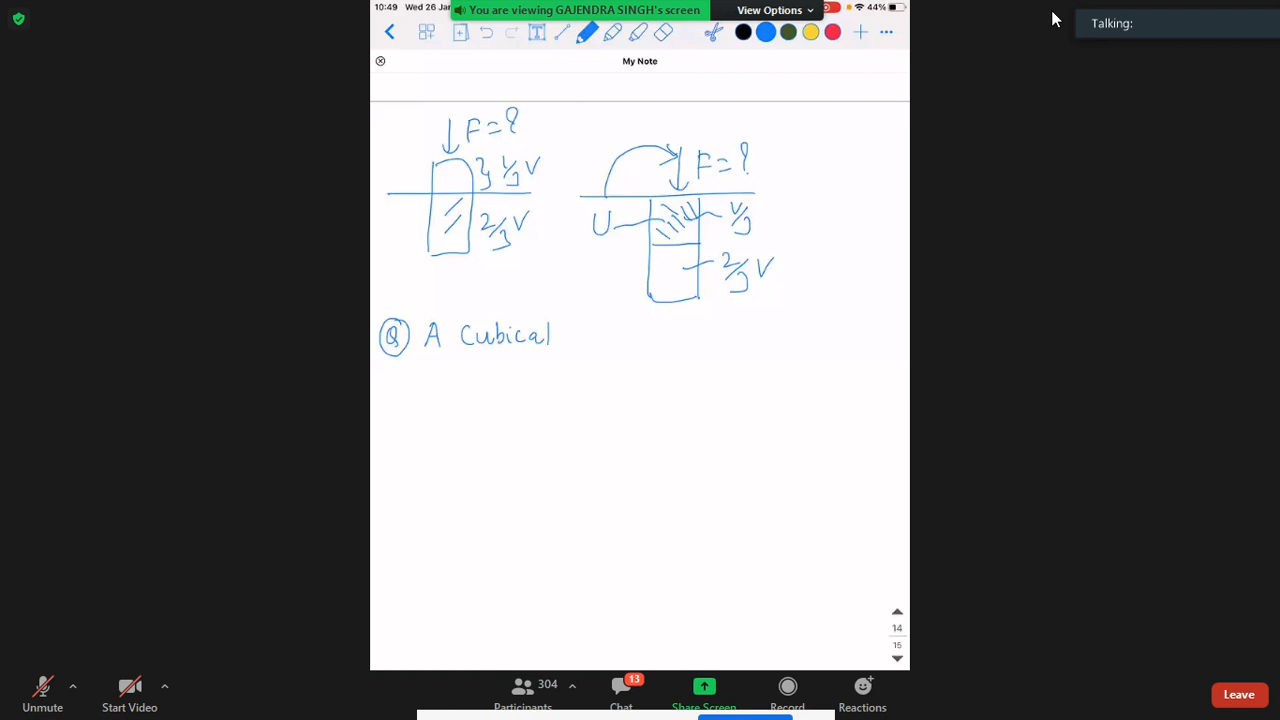 10:49 Wed 26 Jan
You are viewing GAJENDRA SINGH's screen
View Options
44%
Talking:
My Note
F = ?
1/3 V
2/3 V
F = ?
U
V/3
2/3 V
Q A Cubical
14
15
Unmute
Start Video
304
Participants
13
Chat
Share Screen
Record
Reactions
Leave